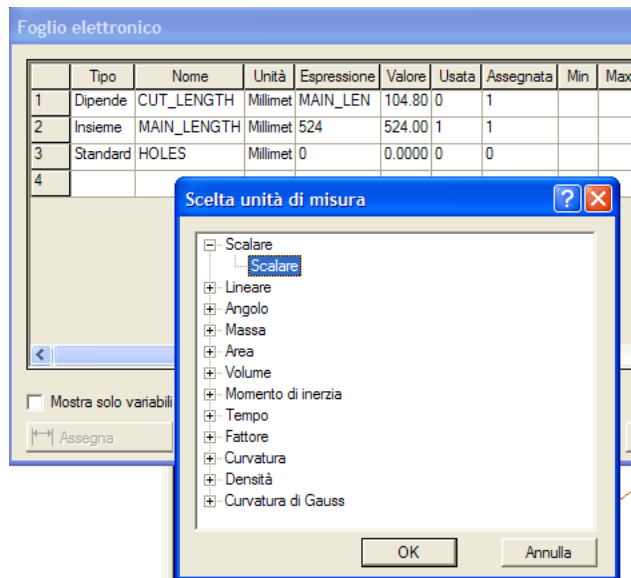 Foglio elettronico
Tipo Nome Unità Espressione Valore Usata Assegnata Min Max
1 Dipende CUT_LENGTH Millimet MAIN_LEN 104.80 0 1
2 Insieme MAIN_LENGTH Millimet 524 524.00 1 1
3 Standard HOLES Millimet 0 0.0000 0 0
4
Scelta unità di misura
Scalare
Scalare
Lineare
Angolo
Massa
Area
Volume
Momento di inerzia
Tempo
Fattore
Curvatura
Densità
Curvatura di Gauss
Mostra solo variabili
Assegna
OK Annulla